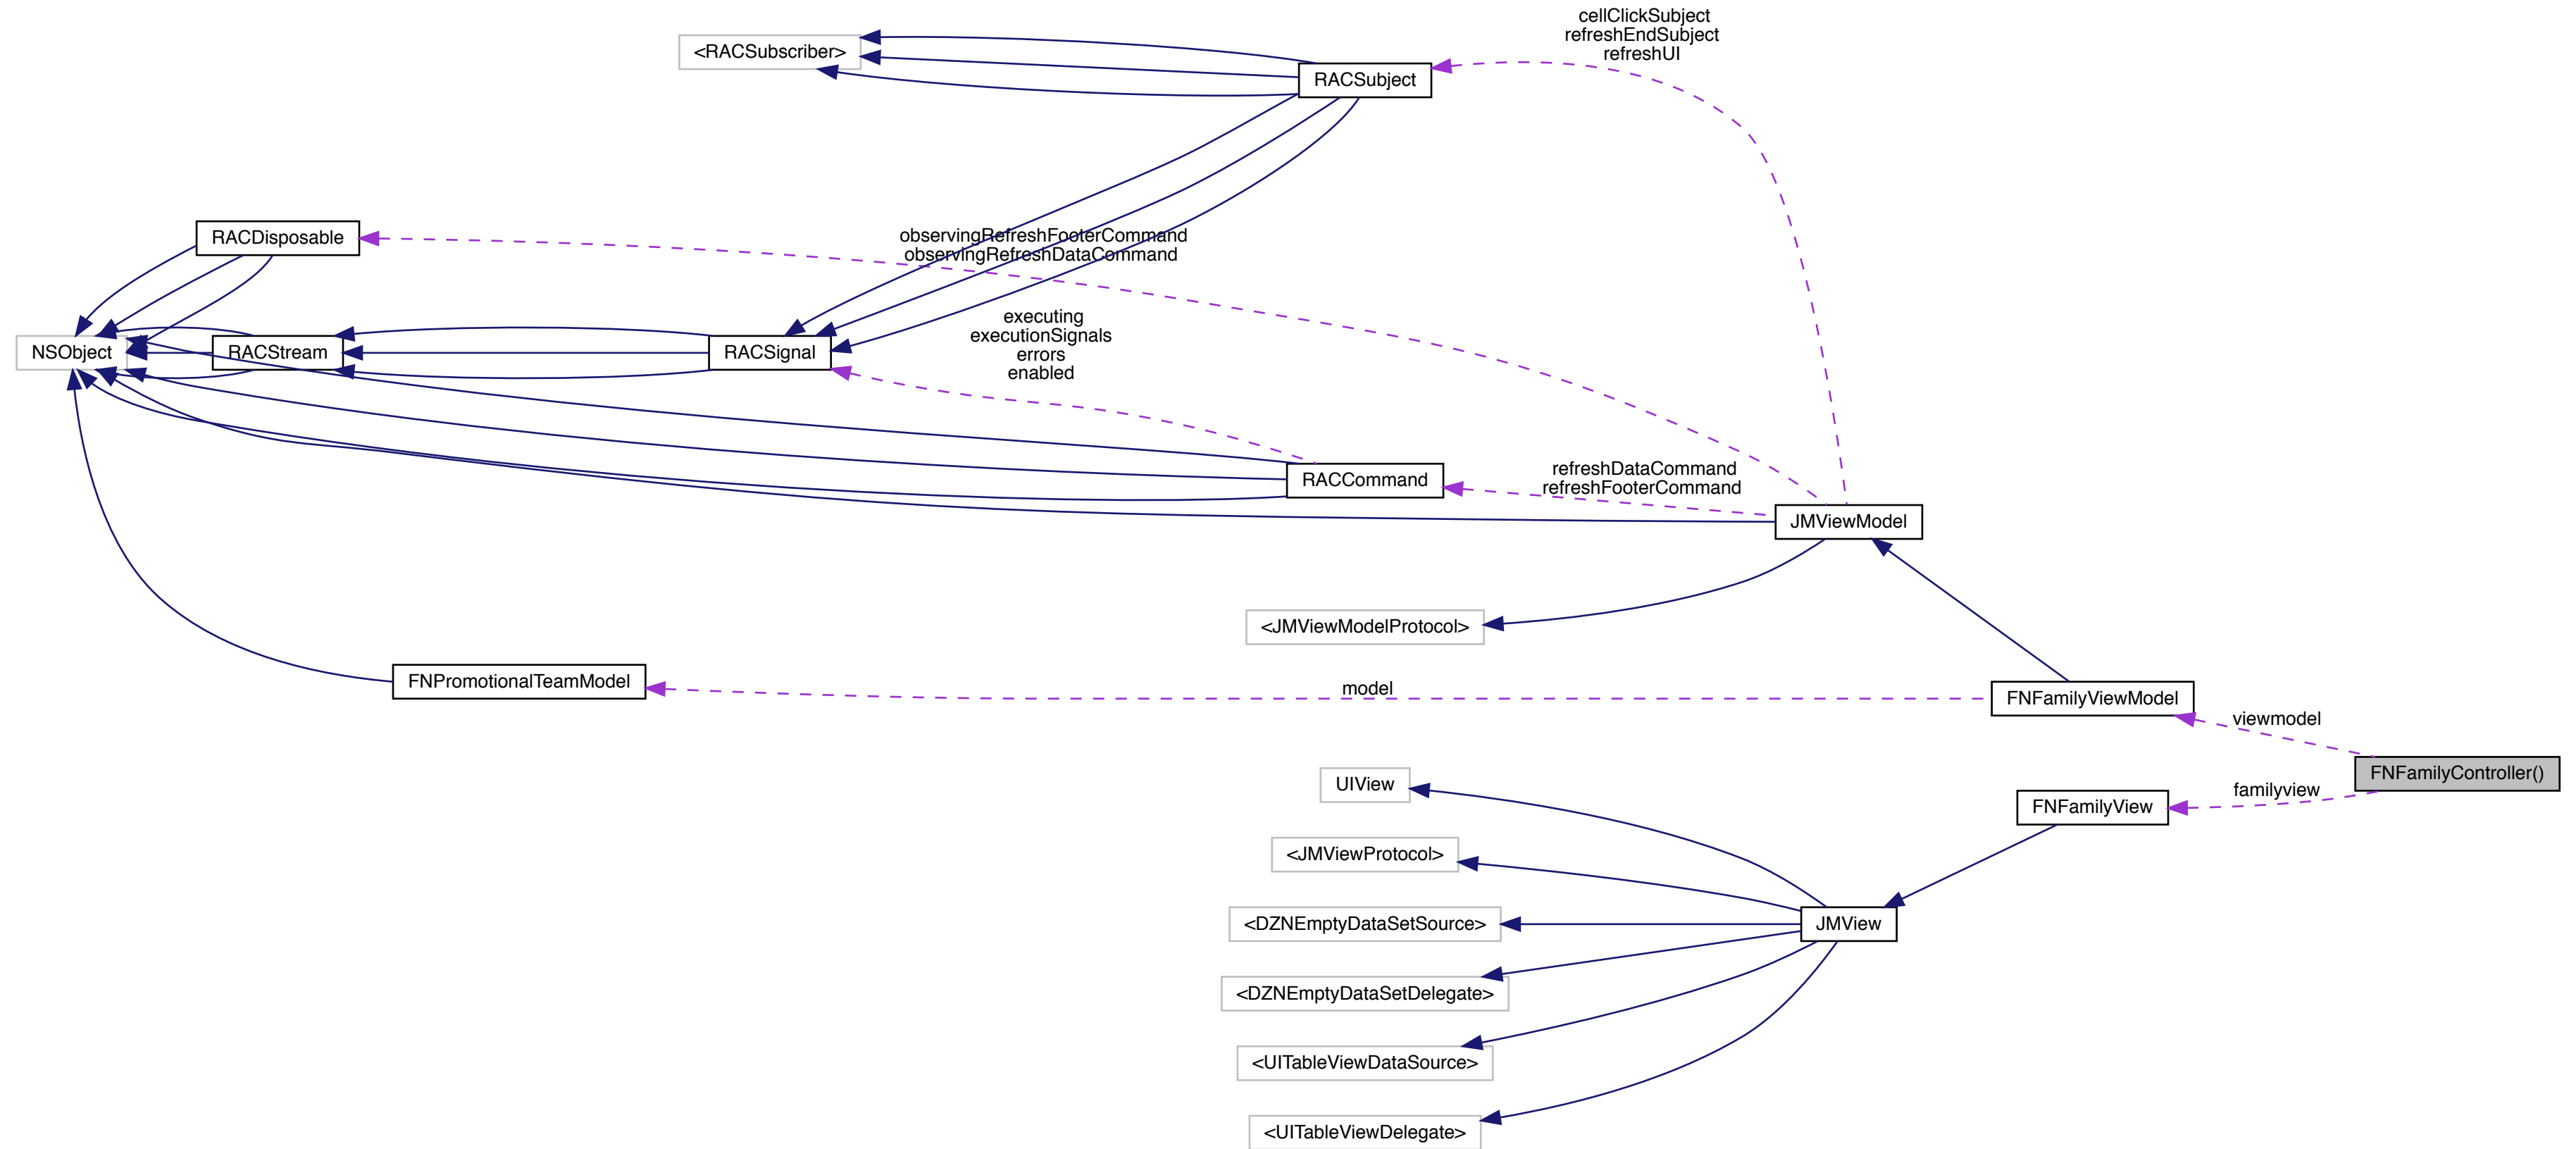 cellClickSubject
refreshEndSubject
refreshUI
<RACSubscriber>
RACSubject
RACDisposable
observingRefreshFooterCommand
observingRefreshDataCommand
executing
executionSignals
errors
enabled
NSObject
RACStream
RACSignal
refreshDataCommand
refreshFooterCommand
RACCommand
JMViewModel
<JMViewModelProtocol>
FNPromotionalTeamModel
model
FNFamilyViewModel
viewmodel
FNFamilyController()
UIView
familyview
FNFamilyView
<JMViewProtocol>
<DZNEmptyDataSetSource>
JMView
<DZNEmptyDataSetDelegate>
<UITableViewDataSource>
<UITableViewDelegate>